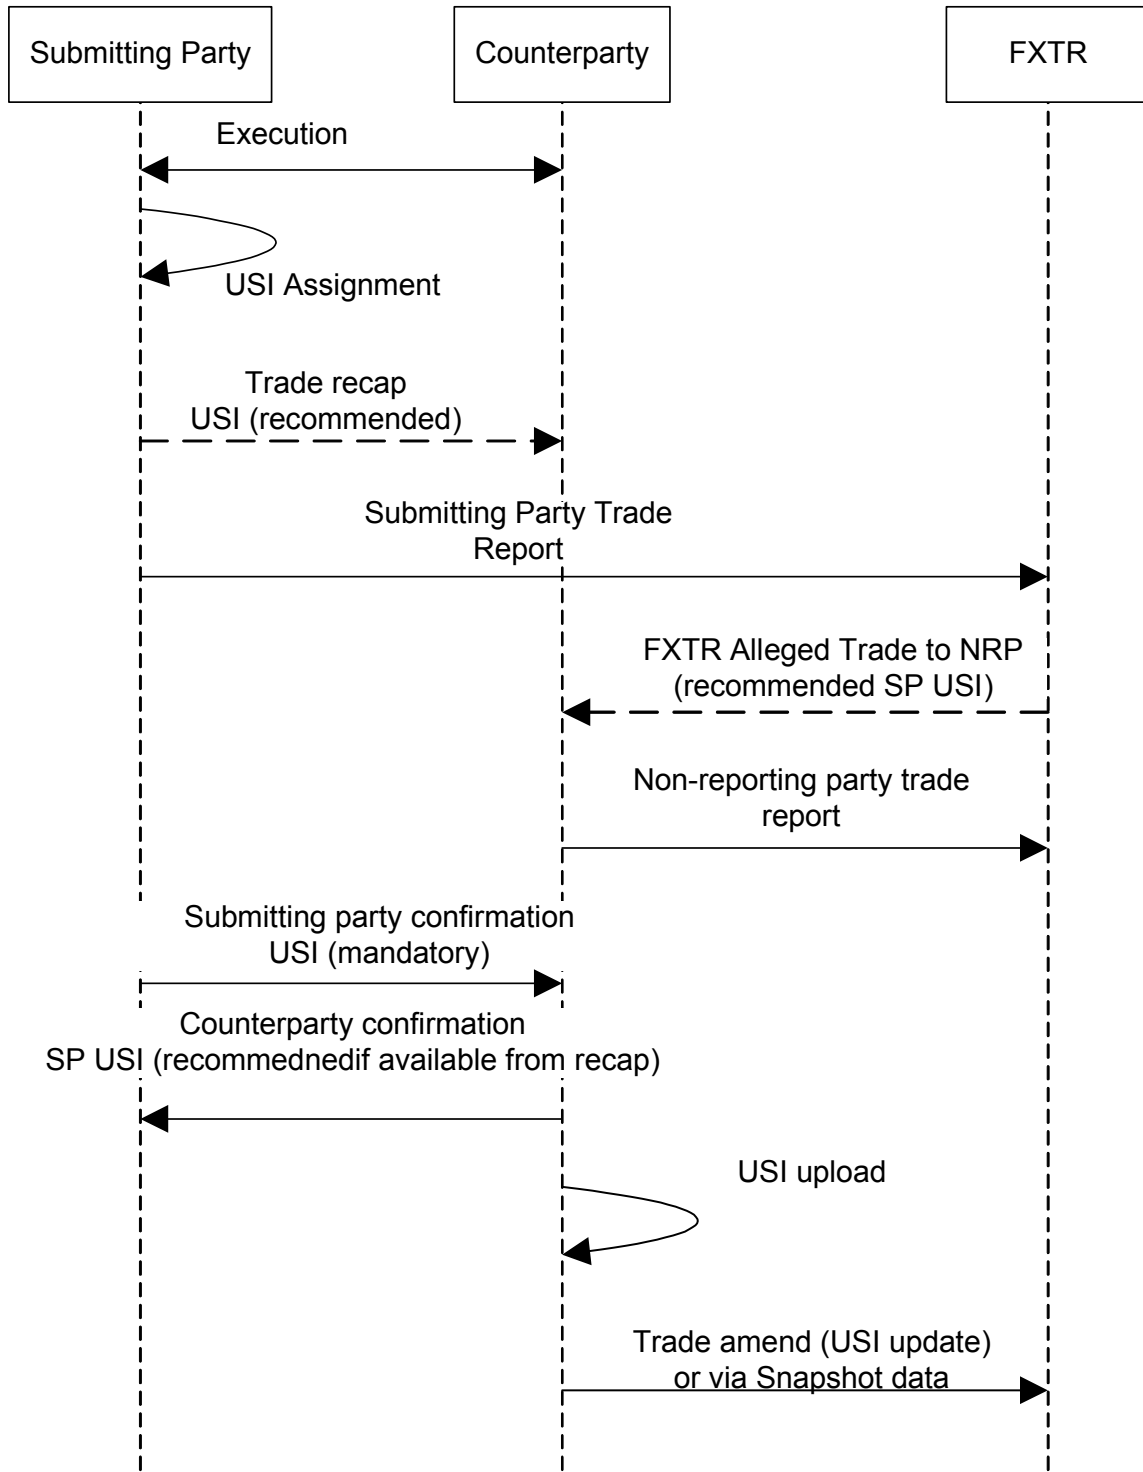 Submitting Party
Counterparty
FXTR
Execution
USI Assignment
Trade recap
USI (recommended)
Submitting Party Trade
Report
FXTR Alleged Trade to NRP
(recommended SP USI)
Non-reporting party trade
report
Submitting party confirmation
USI (mandatory)
Counterparty confirmation
SP USI (recommednedif available from recap)
USI upload
Trade amend (USI update)
or via Snapshot data